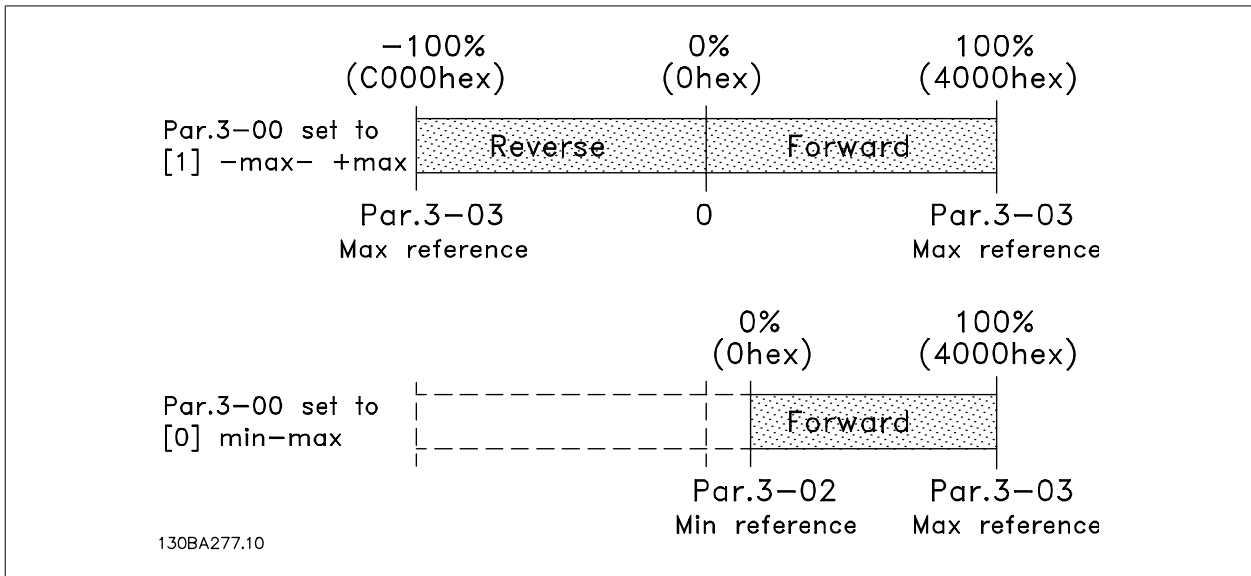 -100% 0% 100%
(C000hex) (0hex) (4000hex)
Par.3-00 set to
[1] -max- +max
Reverse Forward
Par.3-03 0 Par.3-03
Max reference Max reference
0% 100%
(0hex) (4000hex)
Par.3-00 set to
[0] min-max
Forward
Par.3-02 Par.3-03
Min reference Max reference
130BA277.10